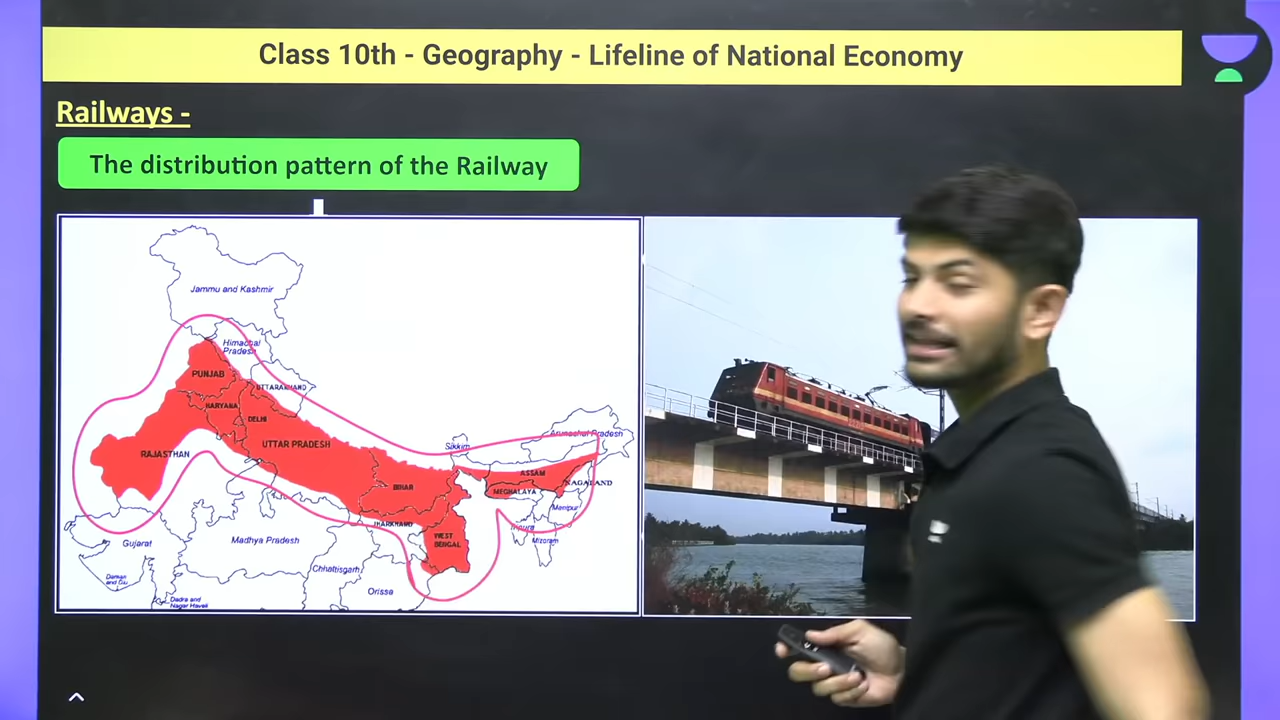 Class 10th - Geography - Lifeline of National Economy
Railways -
The distribution pattern of the Railway
Jammu and Kashmir
Himachal
Pradesh
PUNJAB
UTTARAKHAND
HARYANA
DELHI
UTTAR PRADESH
RAJASTHAN
Sikkim
Arunachal Pradesh
ASSAM
NAGALAND
MEGHALAYA
BIHAR
Manipur
Tripura
Mizoram
JHARKHAND
WEST
BENGAL
Gujarat
Madhya Pradesh
Chhattisgarh
Orissa
Daman
and Diu
Dadra and
Nagar Haveli